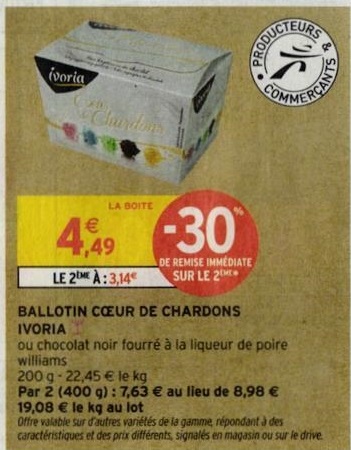 PRODUCTEURS
& COMMERÇANTS
ivoria
Chardons
LA BOITE
4,€49
-30%
DE REMISE IMMÉDIATE
SUR LE 2ÈME
LE 2ÈME À : 3,14€
BALLOTIN CŒUR DE CHARDONS
IVORIA
ou chocolat noir fourré à la liqueur de poire
williams
200 g - 22,45 € le kg
Par 2 (400 g) : 7,63 € au lieu de 8,98 €
19,08 € le kg au lot
Offre valable sur d'autres variétés de la gamme, répondant à des
caractéristiques et des prix différents, signalés en magasin ou sur le drive.